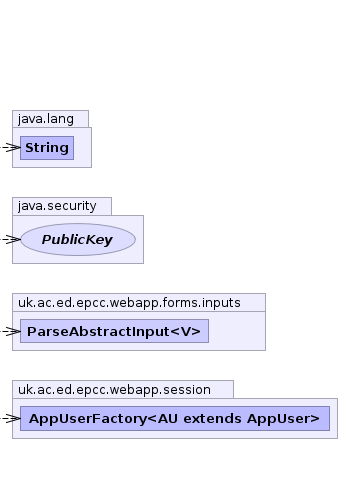 java.lang
String
java.security
PublicKey
uk.ac.ed.epcc.webapp.forms.inputs
ParseAbstractInput<V>
uk.ac.ed.epcc.webapp.session
AppUserFactory<AU extends AppUser>